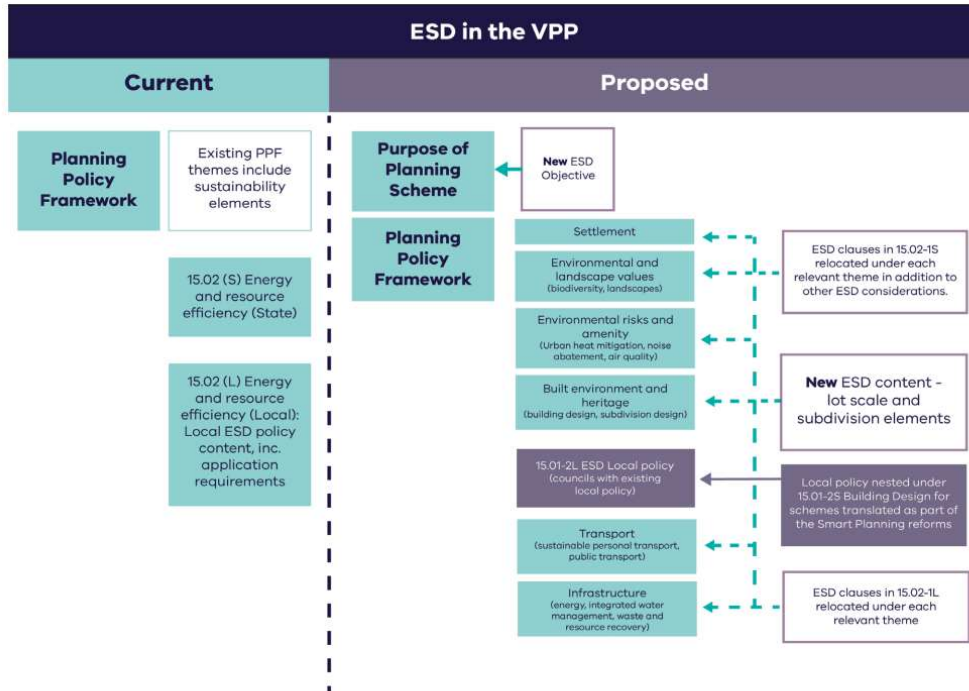 ESD in the VPP
Current
Proposed
Planning
Policy
Framework
Existing PPF
themes include
sustainability
elements
15.02 (S) Energy
and resource
efficiency (State)
15.02 (L) Energy
and resource
efficiency (Local):
Local ESD policy
content, inc.
application
requirements
Purpose of
Planning
Scheme
New ESD
Objective
Planning
Policy
Framework
Settlement
Environmental and
landscape values
(biodiversity, landscapes)
Environmental risks and
amenity
(Urban heat mitigation, noise
abatement, air quality)
Built environment and
heritage
(building design, subdivision design)
15.01-2L ESD Local policy
(councils with existing
local policy)
Transport
(sustainable personal transport,
public transport)
Infrastructure
(energy, integrated water
management, waste and
resource recovery)
ESD clauses in 15.02-1S
relocated under each
relevant theme in addition
to other ESD considerations.
New ESD content -
lot scale and
subdivision elements
Local policy nested under
15.01-2S Building Design for
schemes translated as part of
the Smart Planning reforms
ESD clauses in 15.02-1L
relocated under each
relevant theme